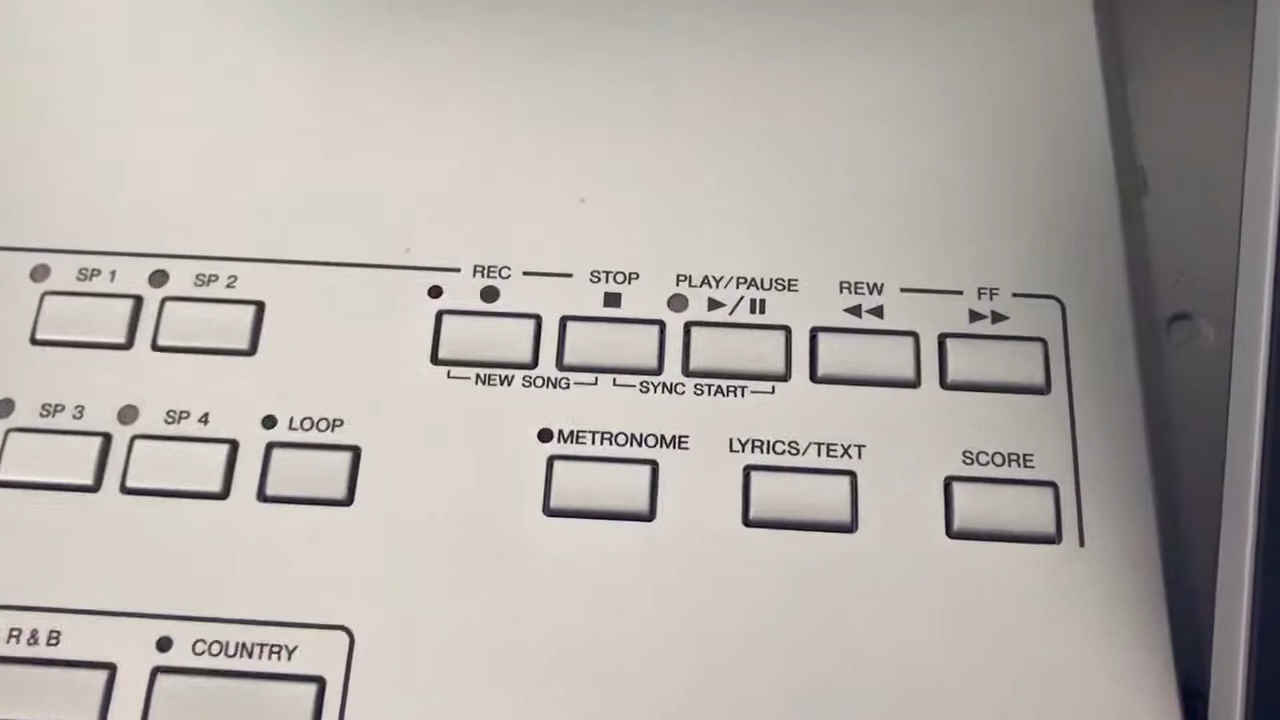 SP 1
SP 2
REC
STOP
PLAY/PAUSE
REW
FF
NEW SONG
SYNC START
SP 3
SP 4
LOOP
METRONOME
LYRICS/TEXT
SCORE
R & B
COUNTRY